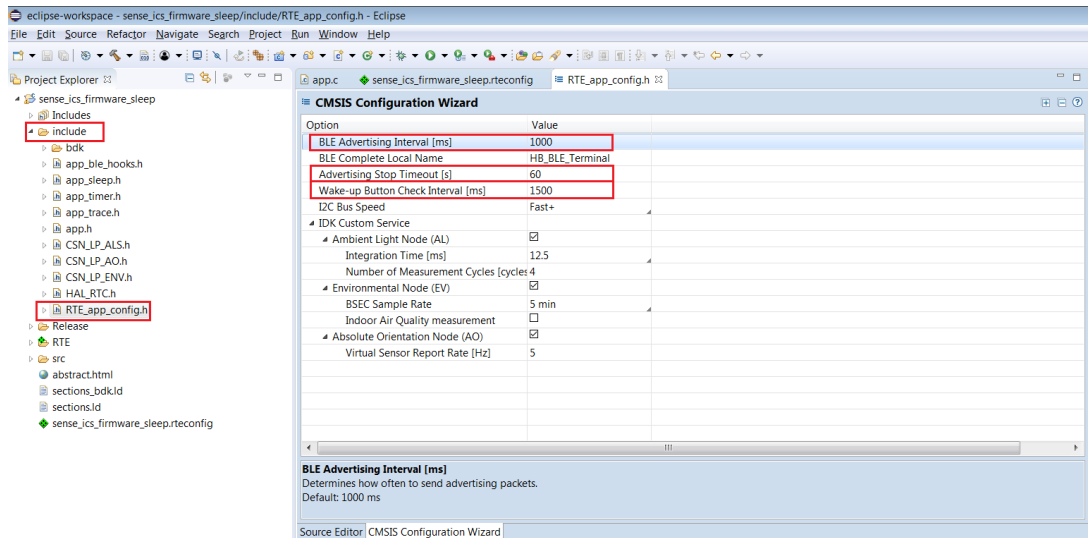 eclipse-workspace - sense_ics_firmware_sleep/include/RTE_app_config.h - Eclipse
File Edit Source Refactor Navigate Search Project Run Window Help
Project Explorer
sense_ics_firmware_sleep
Includes
include
bdk
app_ble_hooks.h
app_sleep.h
app_timer.h
app_trace.h
app.h
CSN_LP_ALS.h
CSN_LP_AO.h
CSN_LP_ENV.h
HAL_RTC.h
RTE_app_config.h
Release
RTE
src
abstract.html
sections_bdk.ld
sections.ld
sense_ics_firmware_sleep.rteconfig
app.c sense_ics_firmware_sleep.rteconfig RTE_app_config.h
CMSIS Configuration Wizard
Option Value
BLE Advertising Interval [ms] 1000
BLE Complete Local Name HB_BLE_Terminal
Advertising Stop Timeout [s] 60
Wake-up Button Check Interval [ms] 1500
I2C Bus Speed Fast+
IDK Custom Service
Ambient Light Node (AL)
Integration Time [ms] 12.5
Number of Measurement Cycles [cycles 4
Environmental Node (EV)
BSEC Sample Rate 5 min
Indoor Air Quality measurement
Absolute Orientation Node (AO)
Virtual Sensor Report Rate [Hz] 5
BLE Advertising Interval [ms]
Determines how often to send advertising packets.
Default: 1000 ms
Source Editor CMSIS Configuration Wizard